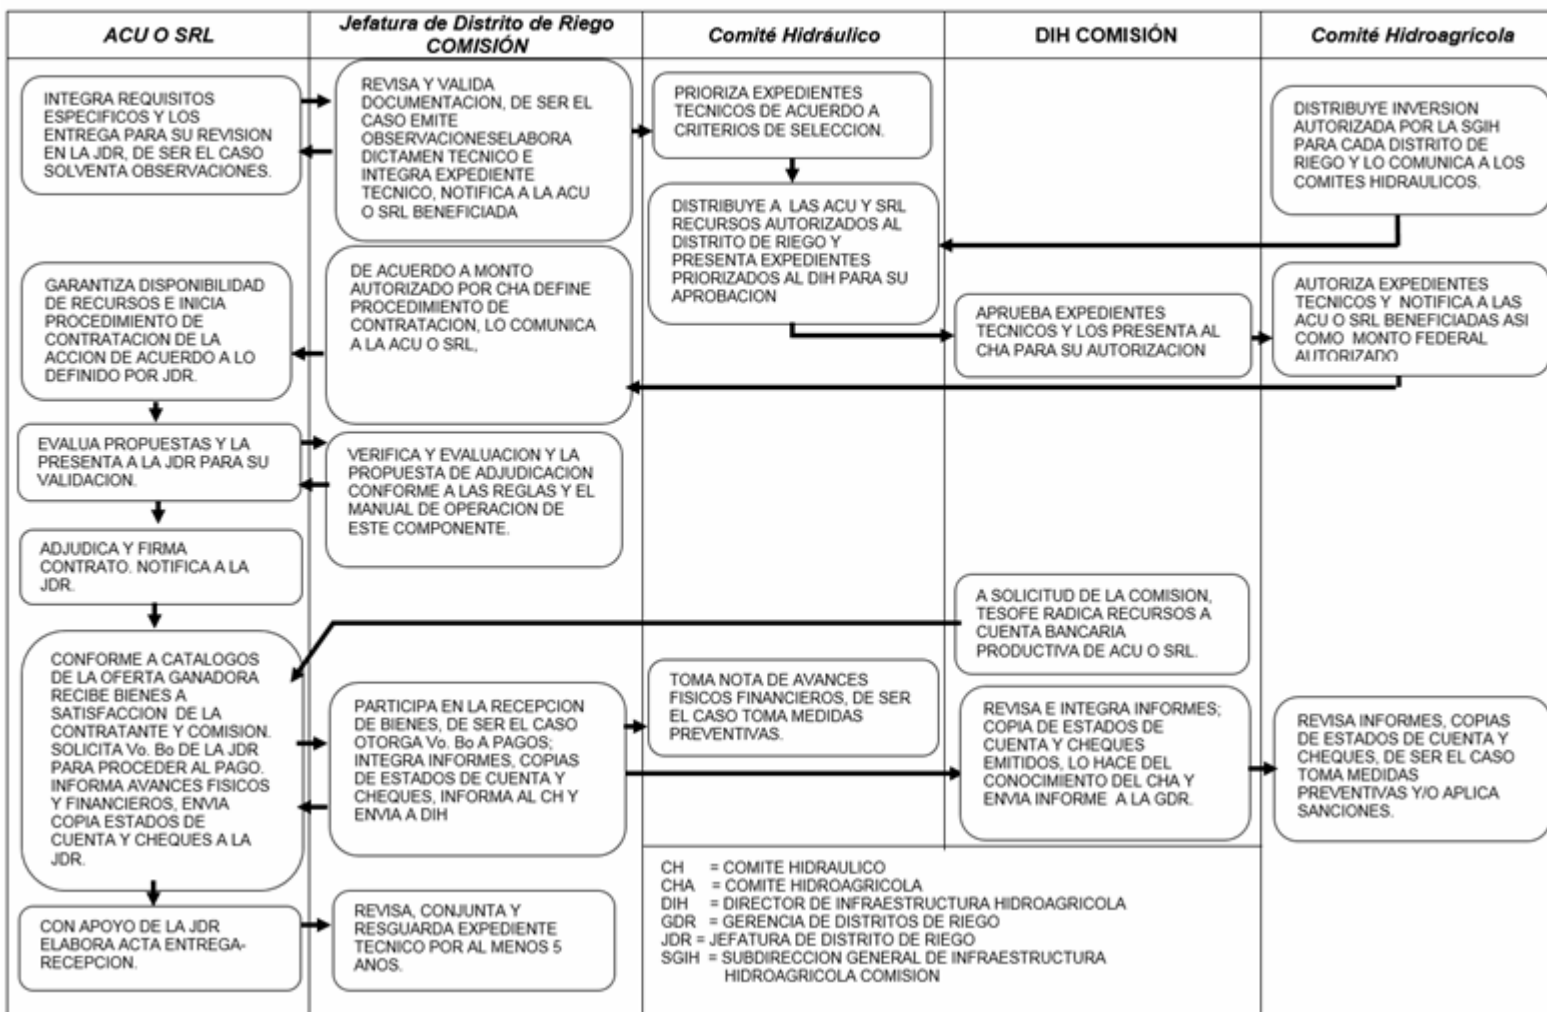 ACU O SRL
Jefatura de Distrito de Riego
COMISIÓN
Comité Hidráulico
DIH COMISIÓN
Comité Hidroagrícola
INTEGRA REQUISITOS
ESPECIFICOS Y LOS
ENTREGA PARA SU REVISION
EN LA JDR, DE SER EL CASO
SOLVENTA OBSERVACIONES.
REVISA Y VALIDA
DOCUMENTACION, DE SER EL
CASO EMITE
OBSERVACIONESELABORA
DICTAMEN TECNICO E
INTEGRA EXPEDIENTE
TECNICO, NOTIFICA A LA ACU
O SRL BENEFICIADA
PRIORIZA EXPEDIENTES
TECNICOS DE ACUERDO A
CRITERIOS DE SELECCION.
DISTRIBUYE INVERSION
AUTORIZADA POR LA SGIH
PARA CADA DISTRITO DE
RIEGO Y LO COMUNICA A LOS
COMITES HIDRAULICOS.
DISTRIBUYE A LAS ACU Y SRL
RECURSOS AUTORIZADOS AL
DISTRITO DE RIEGO Y
PRESENTA EXPEDIENTES
PRIORIZADOS AL DIH PARA SU
APROBACION
GARANTIZA DISPONIBILIDAD
DE RECURSOS E INICIA
PROCEDIMIENTO DE
CONTRATACION DE LA
ACCION DE ACUERDO A LO
DEFINIDO POR JDR.
DE ACUERDO A MONTO
AUTORIZADO POR CHA DEFINE
PROCEDIMIENTO DE
CONTRATACION, LO COMUNICA
A LA ACU O SRL,
APRUEBA EXPEDIENTES
TECNICOS Y LOS PRESENTA AL
CHA PARA SU AUTORIZACION
AUTORIZA EXPEDIENTES
TECNICOS Y NOTIFICA A LAS
ACU O SRL BENEFICIADAS ASI
COMO MONTO FEDERAL
AUTORIZADO
EVALUA PROPUESTAS Y LA
PRESENTA A LA JDR PARA SU
VALIDACION.
VERIFICA Y EVALUACION Y LA
PROPUESTA DE ADJUDICACION
CONFORME A LAS REGLAS Y EL
MANUAL DE OPERACION DE
ESTE COMPONENTE.
ADJUDICA Y FIRMA
CONTRATO. NOTIFICA A LA
JDR.
A SOLICITUD DE LA COMISION,
TESOFE RADICA RECURSOS A
CUENTA BANCARIA
PRODUCTIVA DE ACU O SRL.
CONFORME A CATALOGOS
DE LA OFERTA GANADORA
RECIBE BIENES A
SATISFACCION DE LA
CONTRATANTE Y COMISION.
SOLICITA Vo. Bo DE LA JDR
PARA PROCEDER AL PAGO.
INFORMA AVANCES FISICOS
Y FINANCIEROS, ENVIA
COPIA ESTADOS DE
CUENTA Y CHEQUES A LA
JDR.
PARTICIPA EN LA RECEPCION
DE BIENES, DE SER EL CASO
OTORGA Vo. Bo A PAGOS;
INTEGRA INFORMES, COPIAS
DE ESTADOS DE CUENTA Y
CHEQUES, INFORMA AL CH Y
ENVIA A DIH
TOMA NOTA DE AVANCES
FISICOS FINANCIEROS, DE SER
EL CASO TOMA MEDIDAS
PREVENTIVAS.
REVISA E INTEGRA INFORMES;
COPIA DE ESTADOS DE
CUENTA Y CHEQUES
EMITIDOS, LO HACE DEL
CONOCIMIENTO DEL CHA Y
ENVIA INFORME A LA GDR.
REVISA INFORMES, COPIAS
DE ESTADOS DE CUENTA Y
CHEQUES, DE SER EL CASO
TOMA MEDIDAS
PREVENTIVAS Y/O APLICA
SANCIONES.
CON APOYO DE LA JDR
ELABORA ACTA ENTREGA-
RECEPCION.
REVISA, CONJUNTA Y
RESGUARDA EXPEDIENTE
TECNICO POR AL MENOS 5
ANOS.
CH = COMITE HIDRAULICO
CHA = COMITE HIDROAGRICOLA
DIH = DIRECTOR DE INFRAESTRUCTURA HIDROAGRICOLA
GDR = GERENCIA DE DISTRITOS DE RIEGO
JDR = JEFATURA DE DISTRITO DE RIEGO
SGIH = SUBDIRECCION GENERAL DE INFRAESTRUCTURA
HIDROAGRICOLA COMISION